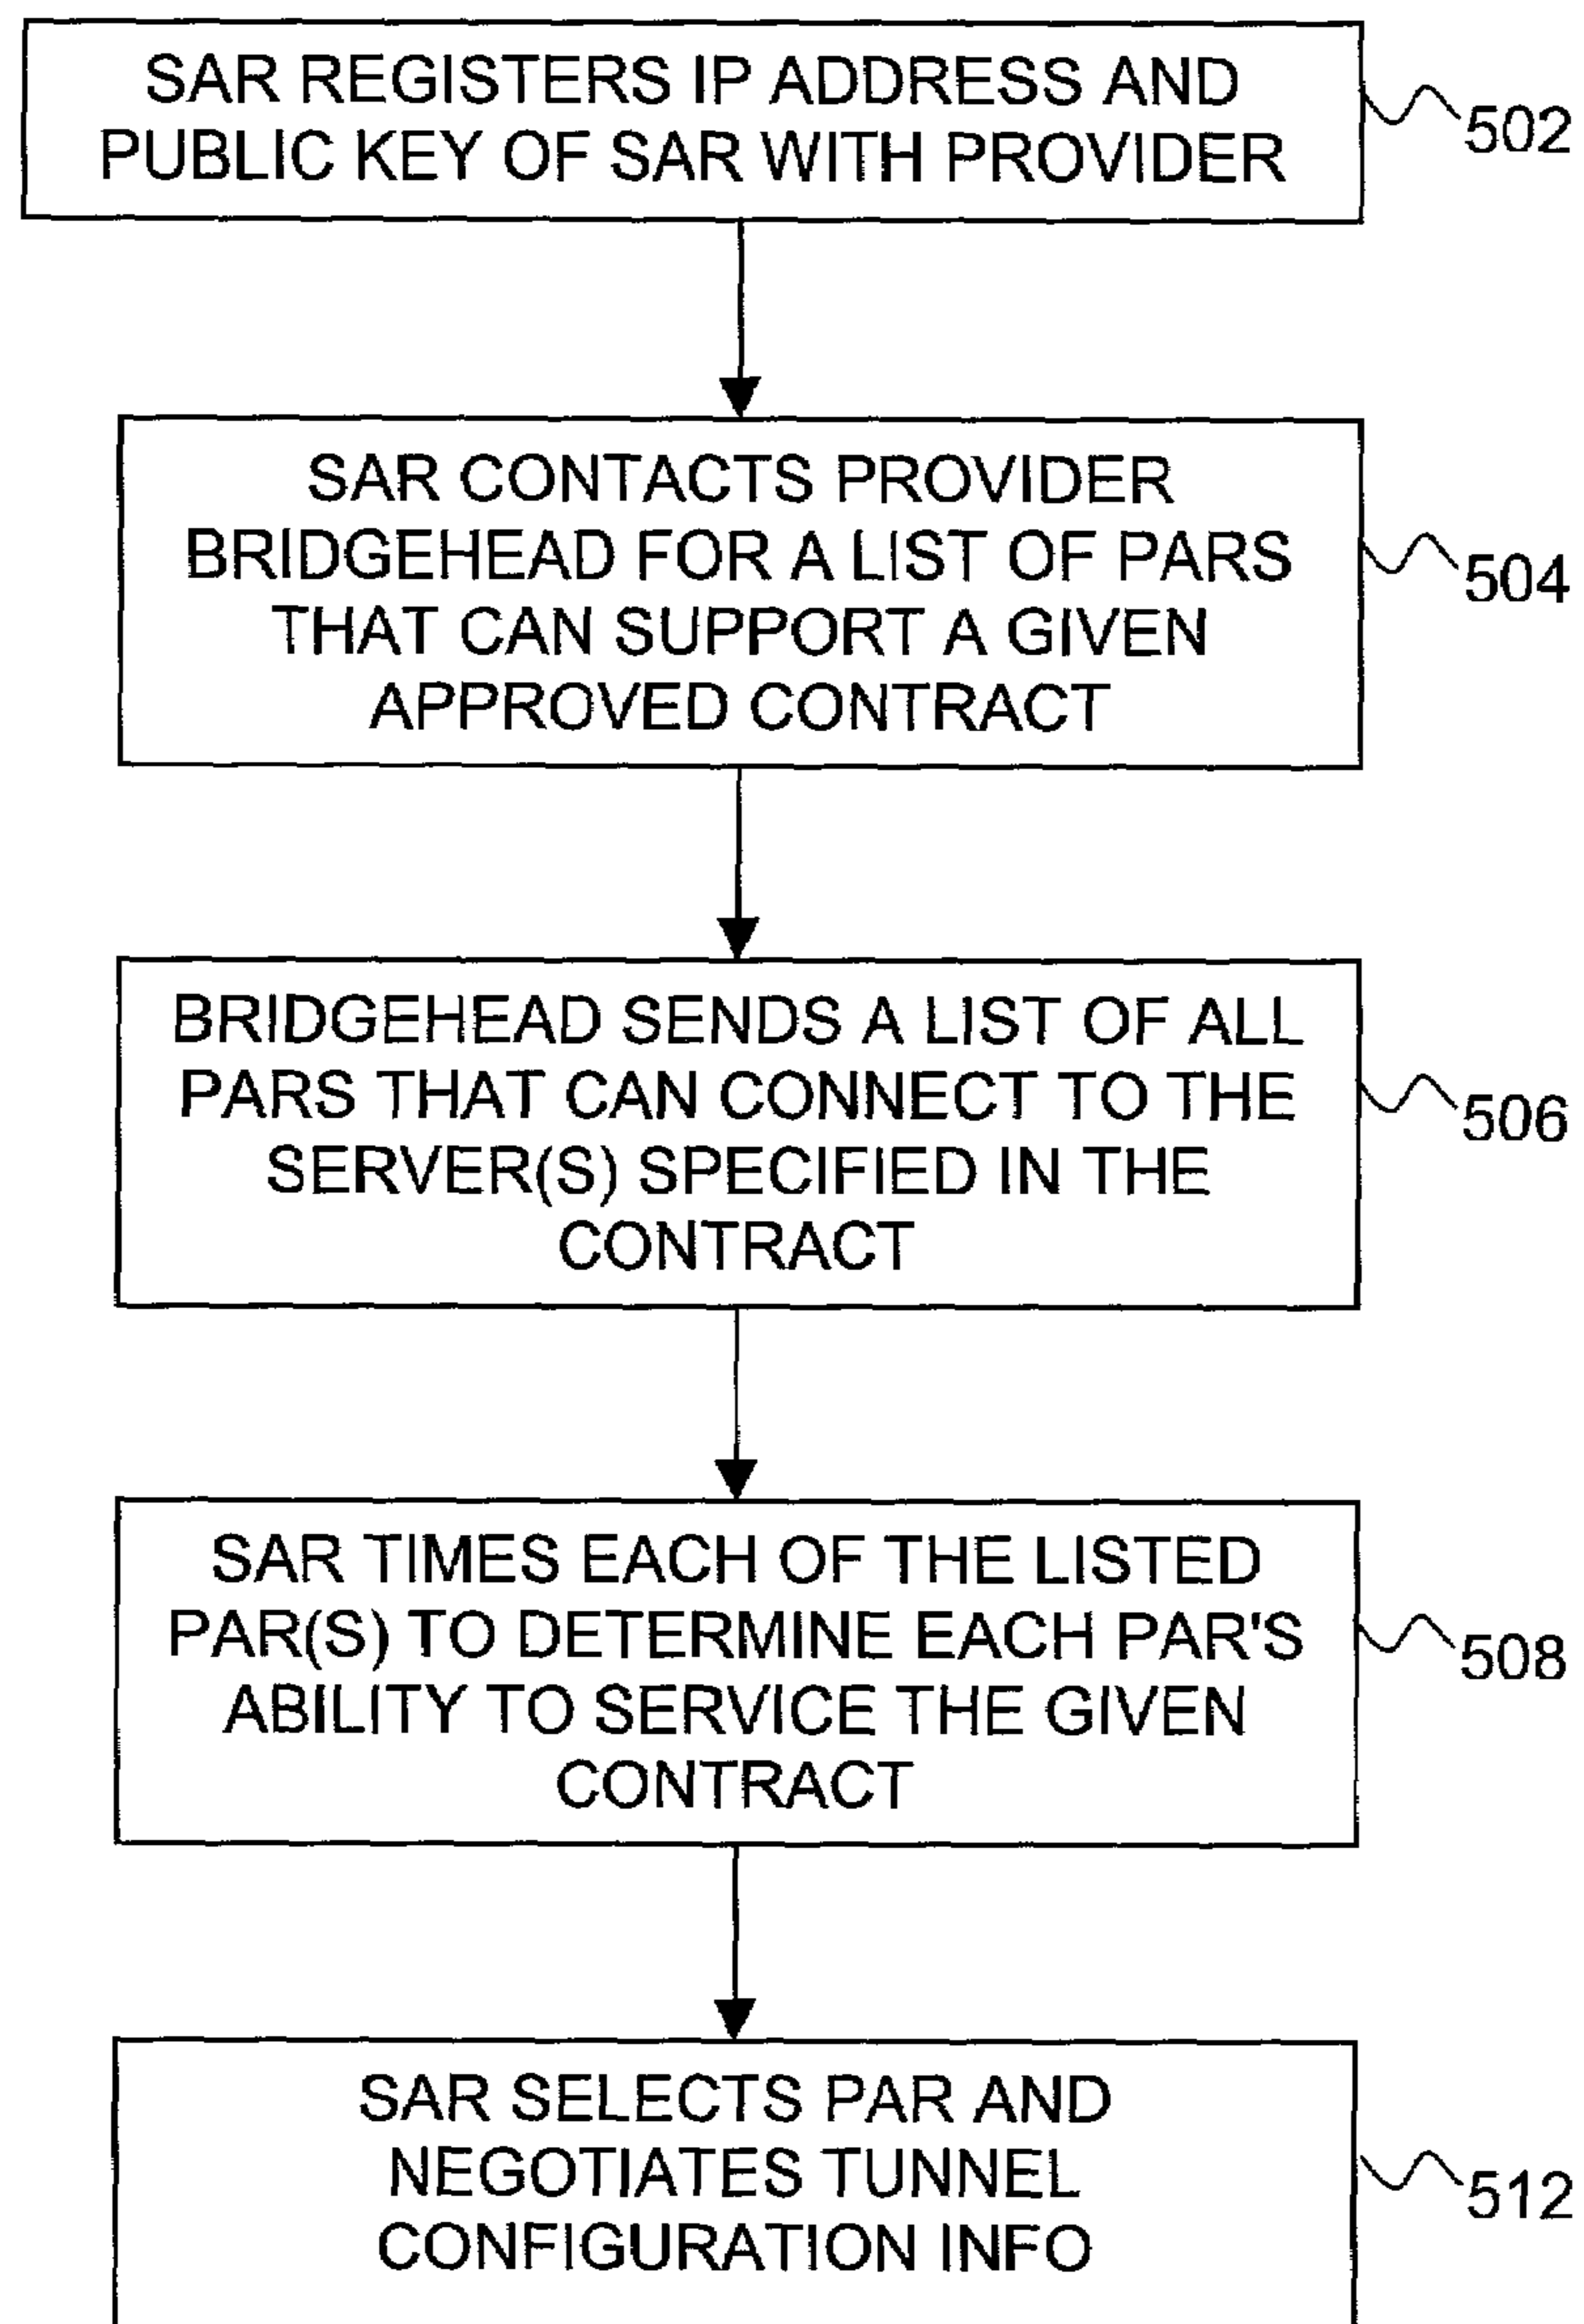 SAR REGISTERS IP ADDRESS AND
PUBLIC KEY OF SAR WITH PROVIDER
502
SAR CONTACTS PROVIDER
BRIDGEHEAD FOR A LIST OF PARS
THAT CAN SUPPORT A GIVEN
APPROVED CONTRACT
504
BRIDGEHEAD SENDS A LIST OF ALL
PARS THAT CAN CONNECT TO THE
SERVER(S) SPECIFIED IN THE
CONTRACT
506
SAR TIMES EACH OF THE LISTED
PAR(S) TO DETERMINE EACH PAR'S
ABILITY TO SERVICE THE GIVEN
CONTRACT
508
SAR SELECTS PAR AND
NEGOTIATES TUNNEL
CONFIGURATION INFO
512